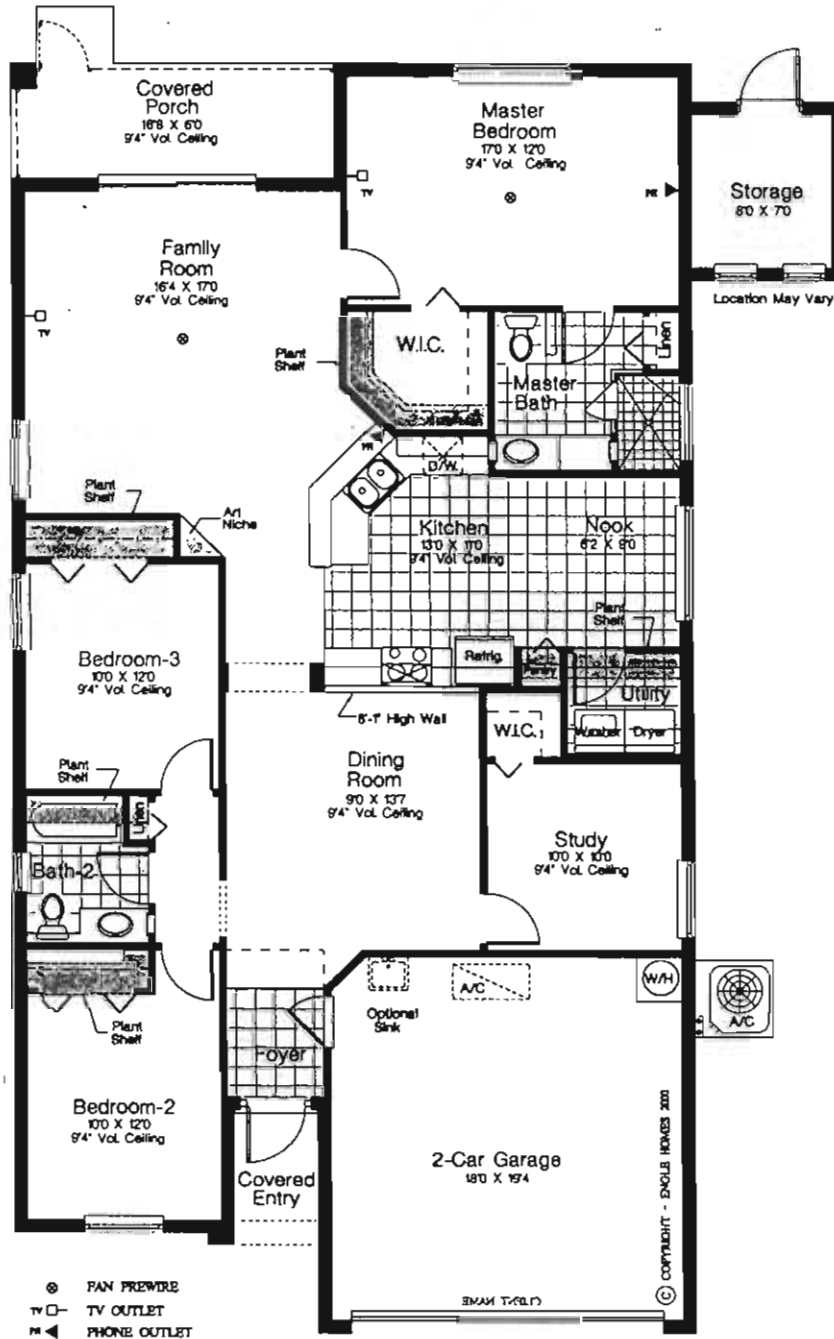 Covered
Porch
16'8 X 6'0
9'4" Vol. Ceiling
Master
Bedroom
17'0 X 12'0
9'4" Vol. Ceiling
TV
PH
Storage
8'0 X 7'0
Location May Vary
Family
Room
16'4 X 17'0
9'4" Vol. Ceiling
TV
Plant
Shelf
W.I.C.
Linen
Master
Bath
PH
D/W.
Plant
Shelf
Art
Niche
Kitchen
13'0 X 11'0
9'4" Vol. Ceiling
Nook
6'2 X 9'0
Plant
Shelf
Bedroom-3
10'0 X 12'0
9'4" Vol. Ceiling
Refrig.
Pantry
Utility
Washer
Dryer
8'-1" High Wall
W.I.C.
Plant
Shelf
Dining
Room
9'0 X 13'7
9'4" Vol. Ceiling
Linen
Study
10'0 X 10'0
9'4" Vol. Ceiling
Bath-2
Plant
Shelf
Optional
Sink
A/C
W/H
A/C
Foyer
Bedroom-2
10'0 X 12'0
9'4" Vol. Ceiling
Covered
Entry
2-Car Garage
18'0 X 19'4
© COPYRIGHT - ENGLE HOMES 2000
CLIENT NAME
FAN PREWIRE
TV TV OUTLET
PH PHONE OUTLET